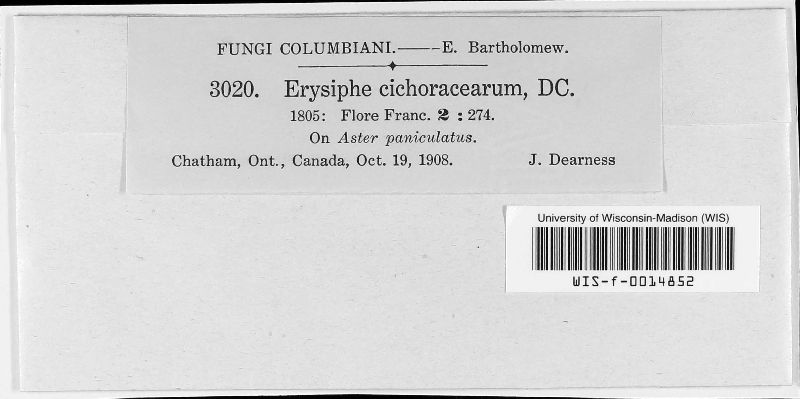 FUNGI COLUMBIANI.——E. Bartholomew.
3020. Erysiphe cichoracearum, DC.
1805: Flore Franc. 2 : 274.
On Aster paniculatus.
Chatham, Ont., Canada, Oct. 19, 1908. J. Dearness
University of Wisconsin-Madison (WIS)
WIS-f-0014852